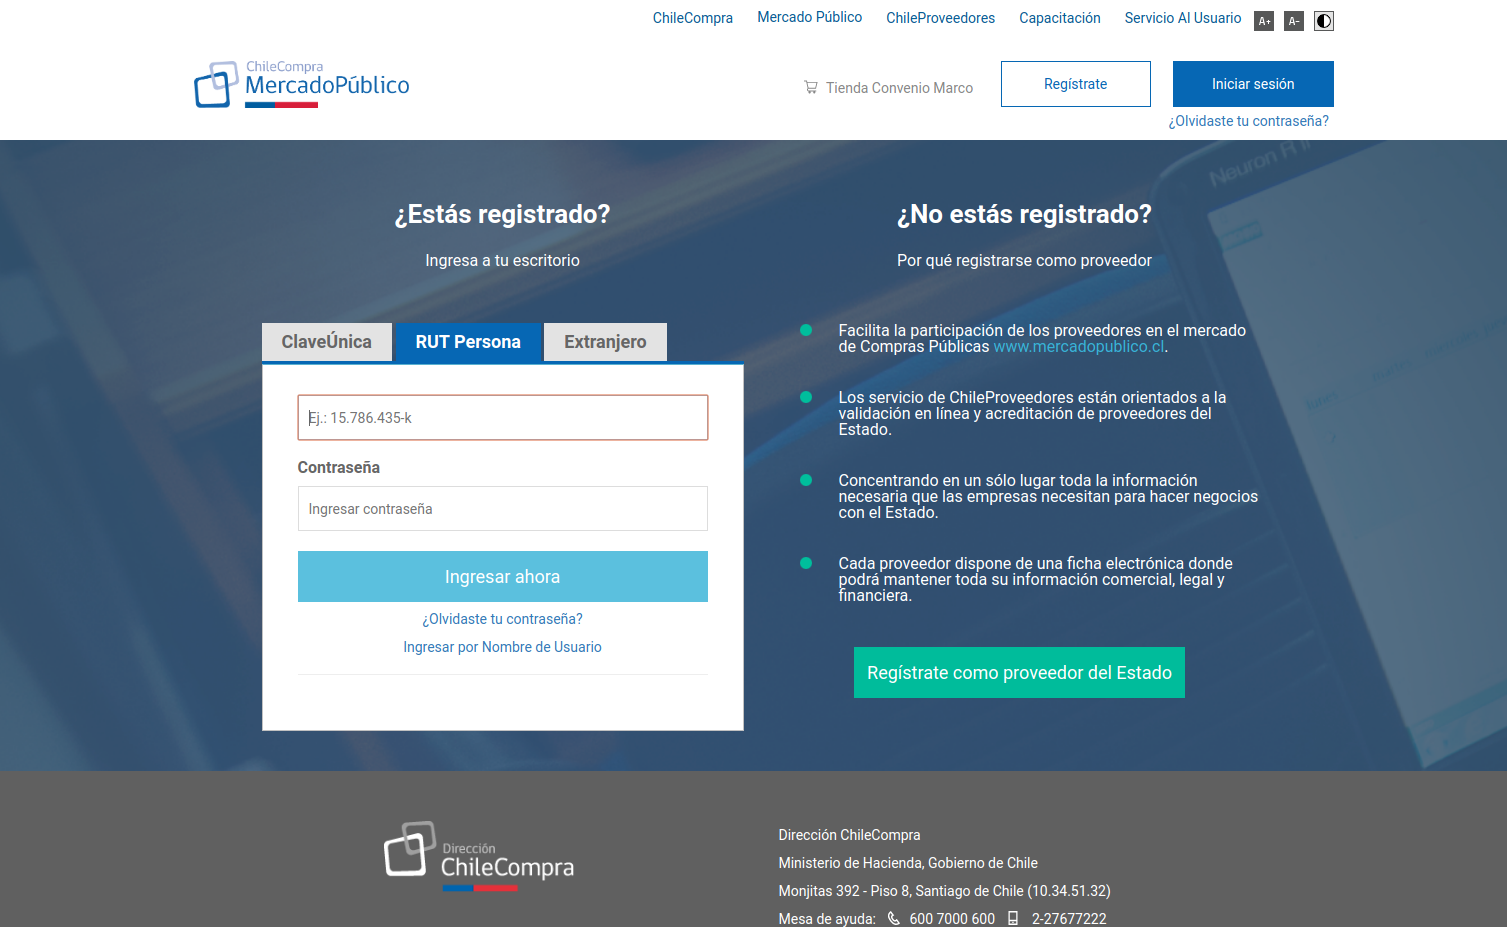 ChileCompra
Mercado Público
ChileProveedores
Capacitación
Servicio Al Usuario
A+
A-
ChileCompra
MercadoPúblico
Tienda Convenio Marco
Regístrate
Iniciar sesión
¿Olvidaste tu contraseña?
Neuron R
¿Estás registrado?
Ingresa a tu escritorio
ClaveÚnica
RUT Persona
Extranjero
Ej.: 15.786.435-k
Contraseña
Ingresar contraseña
Ingresar ahora
¿Olvidaste tu contraseña?
Ingresar por Nombre de Usuario
¿No estás registrado?
Por qué registrarse como proveedor
Facilita la participación de los proveedores en el mercado
de Compras Públicas www.mercadopublico.cl.
Los servicio de ChileProveedores están orientados a la
validación en línea y acreditación de proveedores del
Estado.
Concentrando en un sólo lugar toda la información
necesaria que las empresas necesitan para hacer negocios
con el Estado.
Cada proveedor dispone de una ficha electrónica donde
podrá mantener toda su información comercial, legal y
financiera.
Regístrate como proveedor del Estado
Dirección
ChileCompra
Dirección ChileCompra
Ministerio de Hacienda, Gobierno de Chile
Monjitas 392 - Piso 8, Santiago de Chile (10.34.51.32)
Mesa de ayuda: 600 7000 600 2-27677222